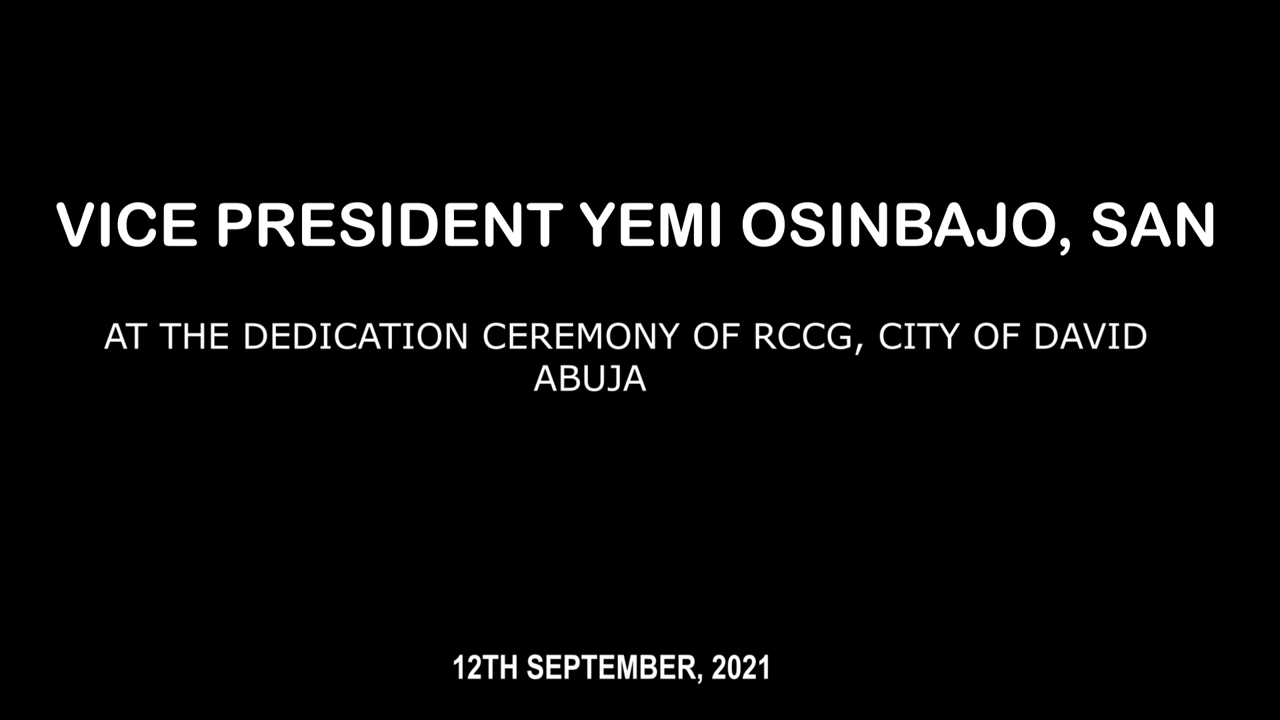 VICE PRESIDENT YEMI OSINBAJO, SAN
AT THE DEDICATION CEREMONY OF RCCG, CITY OF DAVID
ABUJA
12TH SEPTEMBER, 2021